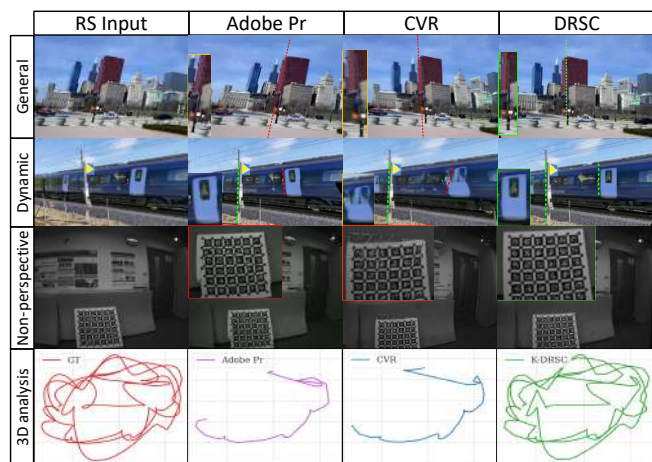 RS Input
Adobe Pr
CVR
DRSC
General
Dynamic
Non-perspective
3D analysis
GT
Adobe Pr
CVR
K-DRSC